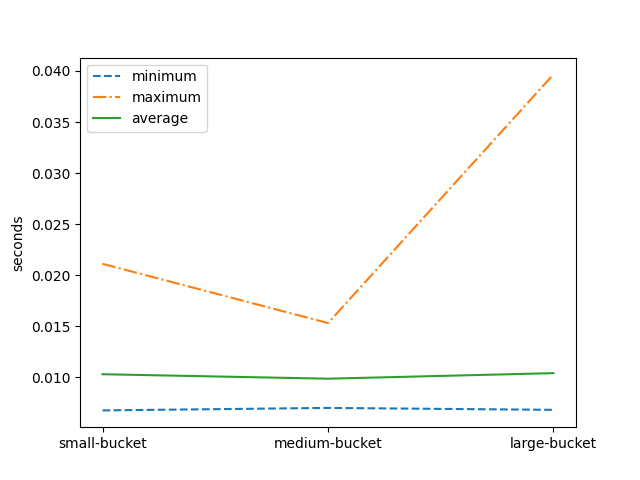 minimum
maximum
average
seconds
0.040
0.035
0.030
0.025
0.020
0.015
0.010
small-bucket
medium-bucket
large-bucket